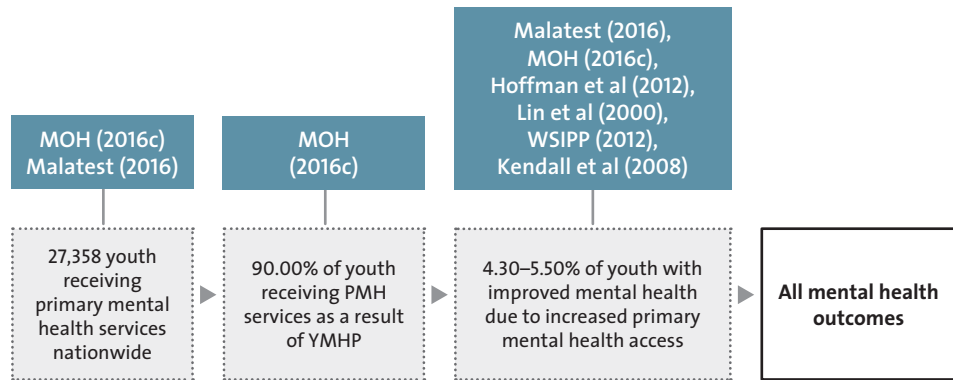 MOH (2016c)
Malatest (2016)
MOH
(2016c)
Malatest (2016),
MOH (2016c),
Hoffman et al (2012),
Lin et al (2000),
WSIPP (2012),
Kendall et al (2008)
27,358 youth
receiving
primary mental
health services
nationwide
90.00% of youth
receiving PMH
services as a result
of YMHP
4.30–5.50% of youth with
improved mental health
due to increased primary
mental health access
All mental health
outcomes